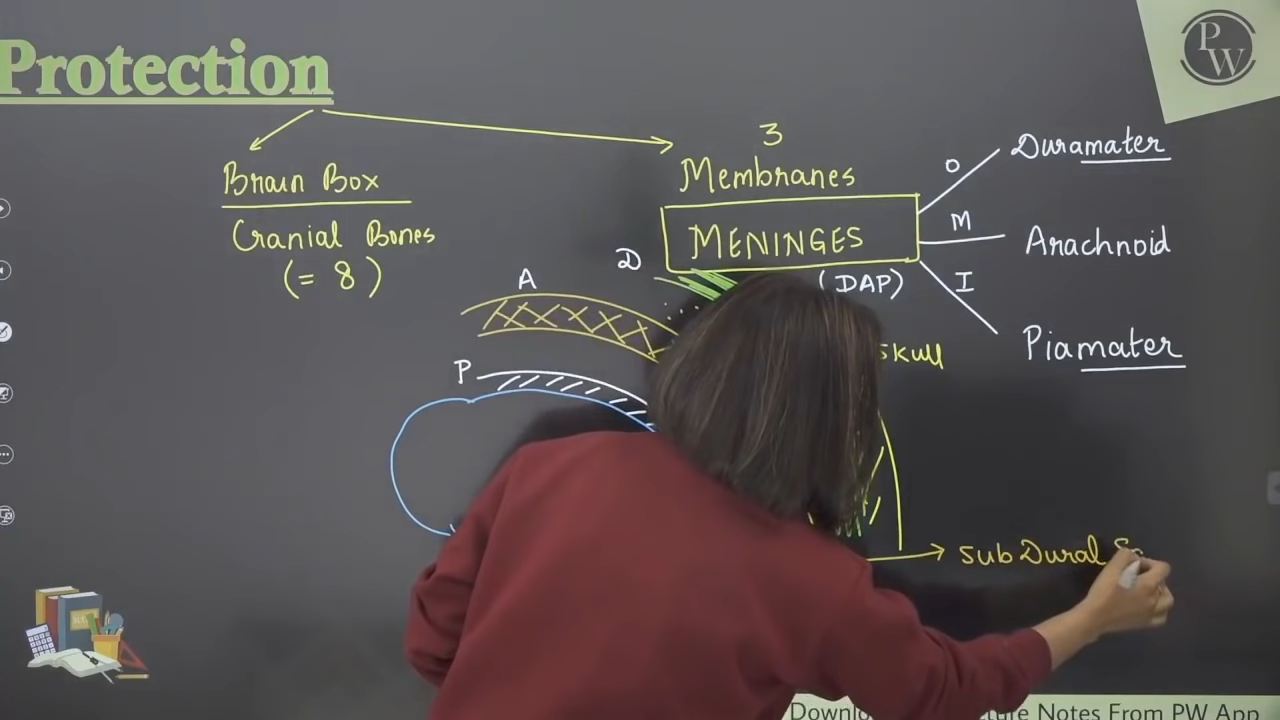 Protection
PW
3
Membranes
Duramater
O
Brain Box
MENINGES
M
Arachnoid
Cranial Bones
(= 8)
D
A
(DAP)
I
Skull
Piamater
P
Sub Dural
Notes From PW App